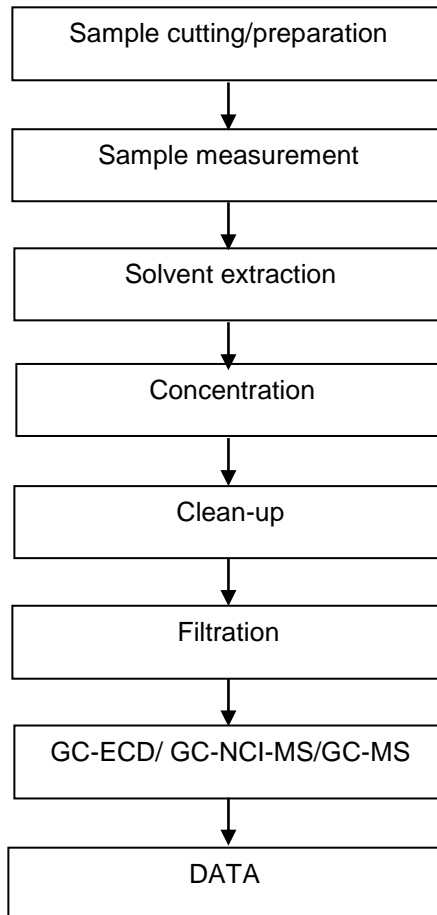 Sample cutting/preparation
Sample measurement
Solvent extraction
Concentration
Clean-up
Filtration
GC-ECD/ GC-NCI-MS/GC-MS
DATA